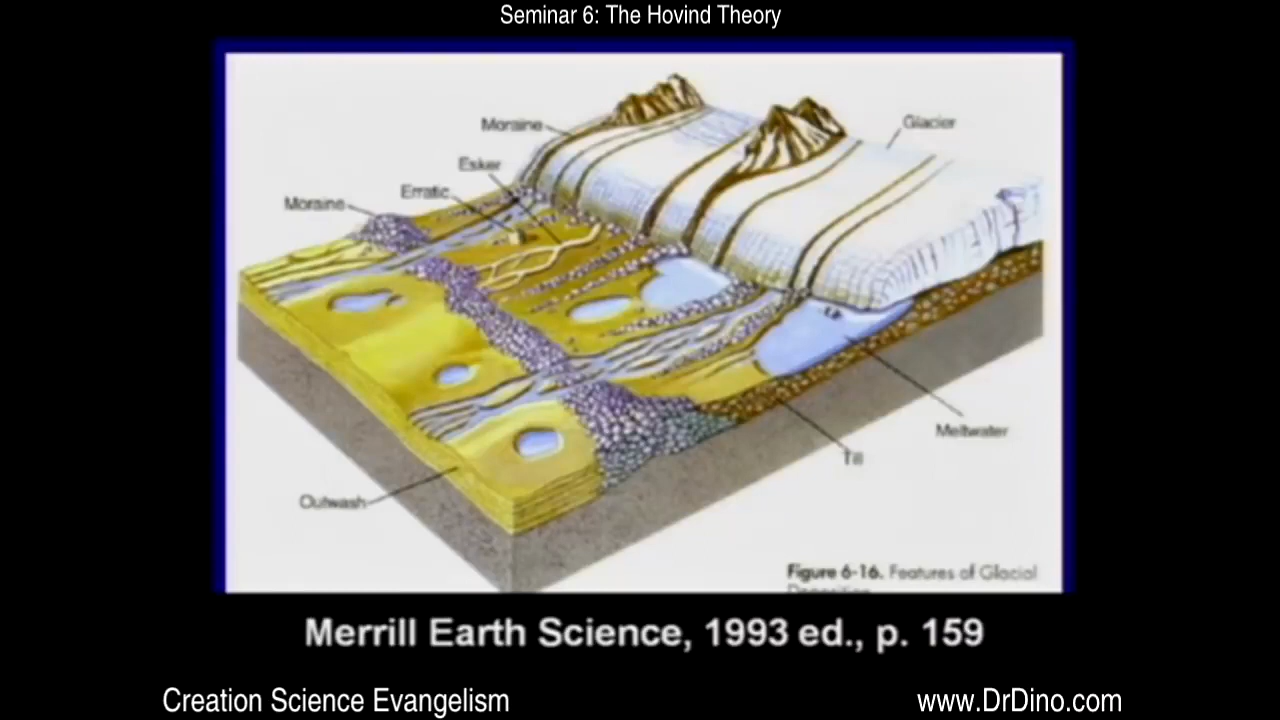 Seminar 6: The Hovind Theory
Moraine
Glacier
Esker
Erratic
Moraine
Meltwater
Till
Outwash
Figure 6-16. Features of Glacial
Deposition
Merrill Earth Science, 1993 ed., p. 159
Creation Science Evangelism
www.DrDino.com